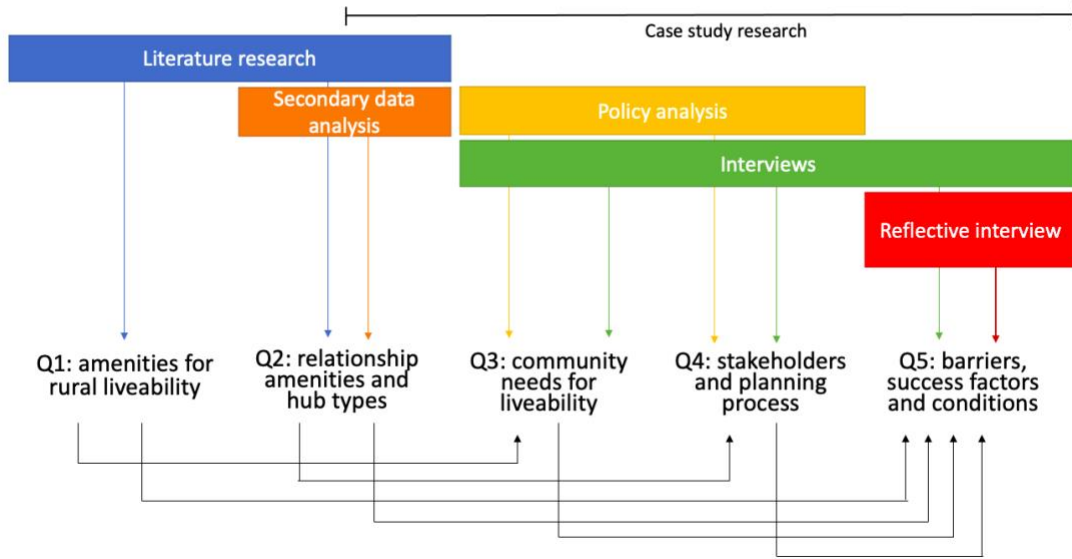 Case study research
Literature research
Secondary data
analysis
Policy analysis
Interviews
Reflective interview
Q1: amenities for
rural liveability
Q2: relationship
amenities and
hub types
Q3: community
needs for
liveability
Q4: stakeholders
and planning
process
Q5: barriers,
success factors
and conditions